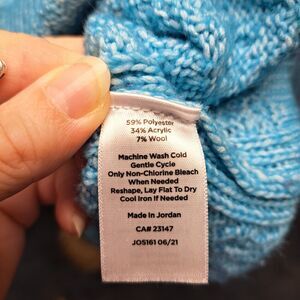 59% Polyester
34% Acrylic
7% Wool
Machine Wash Cold
Gentle Cycle
Only Non-Chlorine Bleach
When Needed
Reshape, Lay Flat To Dry
Cool Iron If Needed
Made In Jordan
CA# 23147
JO5161 06/21